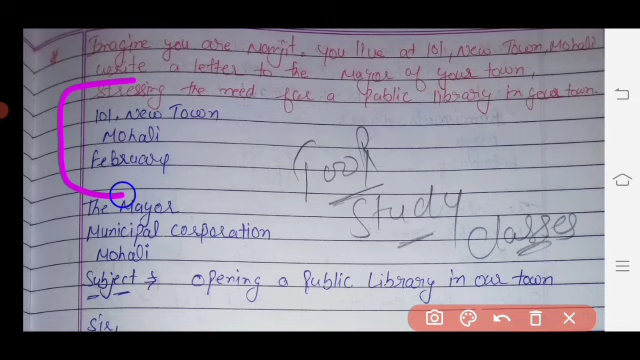 Imagine you are Manjit. You live at 101, New Town, Mohali
write a letter to the Mayor of your town,
stressing the need for a Public Library in your town.
101, New Town
Mohali
February
The Mayor
Municipal Corporation
Mohali
Subject :- Opening a Public Library in our town
Sir,
Study
Classes